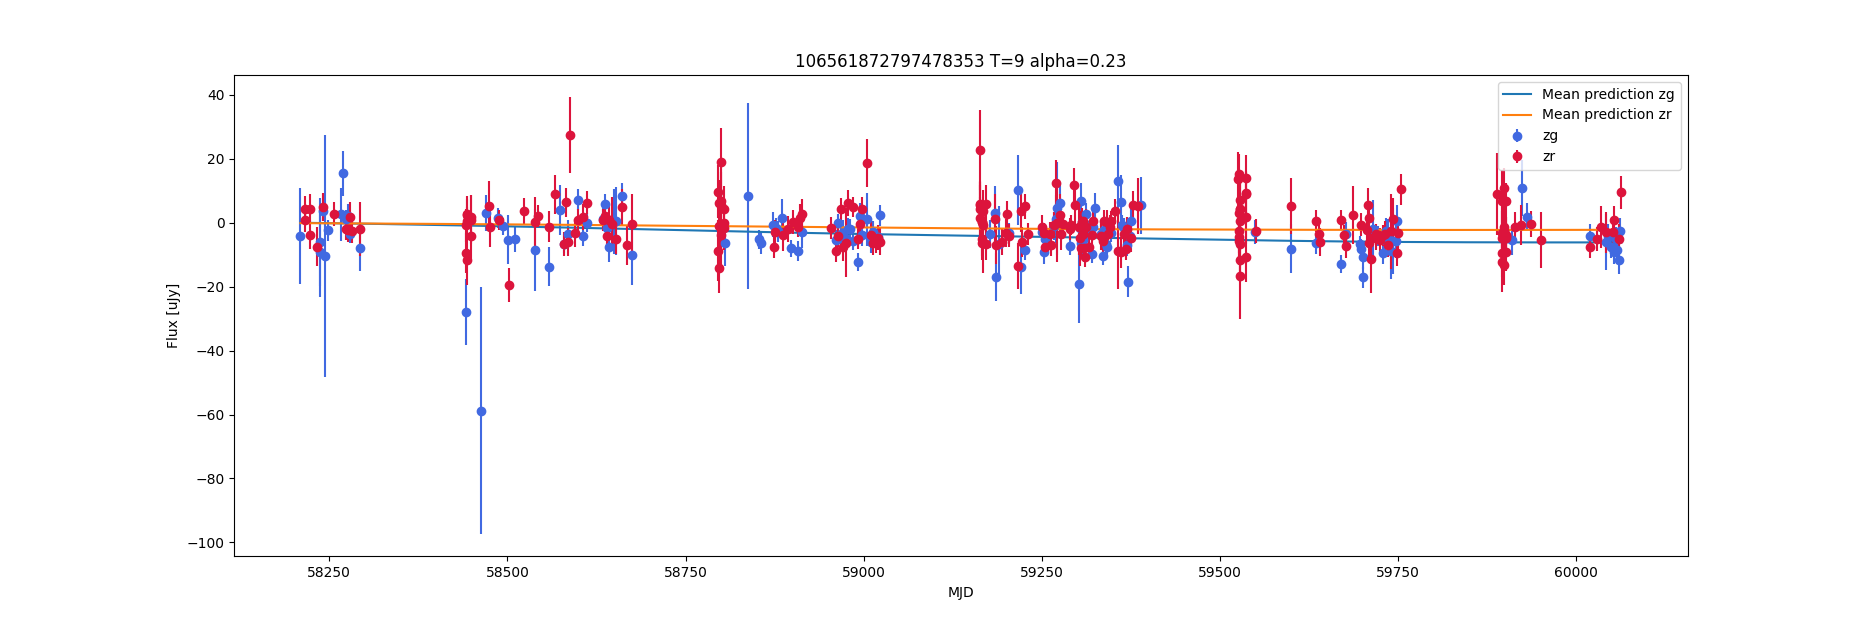 106561872797478353 T=9 alpha=0.23
Mean prediction zg
Mean prediction zr
zg
zr
40
20
0
−20
−40
−60
−80
−100
Flux [uJy]
58250 58500 58750 59000 59250 59500 59750 60000
MJD